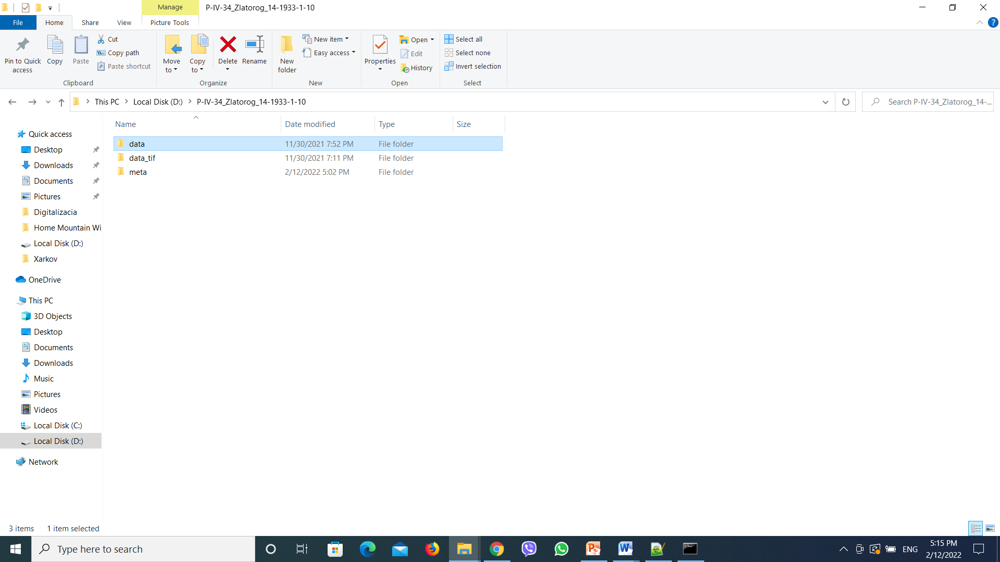 Manage
P-IV-34_Zlatorog_14-1933-1-10
File
Home
Share
View
Picture Tools
Pin to Quick access
Copy
Paste
Cut
Copy path
Paste shortcut
Clipboard
Move to
Copy to
Delete
Rename
Organize
New folder
New item
Easy access
New
Properties
Open
Edit
History
Open
Select all
Select none
Invert selection
Select
This PC
Local Disk (D:)
P-IV-34_Zlatorog_14-1933-1-10
Search P-IV-34_Zlatorog_14-...
Name
Date modified
Type
Size
data
11/30/2021 7:52 PM
File folder
data_tif
11/30/2021 7:11 PM
File folder
meta
2/12/2022 5:02 PM
File folder
Quick access
Desktop
Downloads
Documents
Pictures
Digitalizacia
Home Mountain Wi
Local Disk (D:)
Xarkov
OneDrive
This PC
3D Objects
Desktop
Documents
Downloads
Music
Pictures
Videos
Local Disk (C:)
Local Disk (D:)
Network
3 items
1 item selected
Type here to search
ENG
5:15 PM
2/12/2022